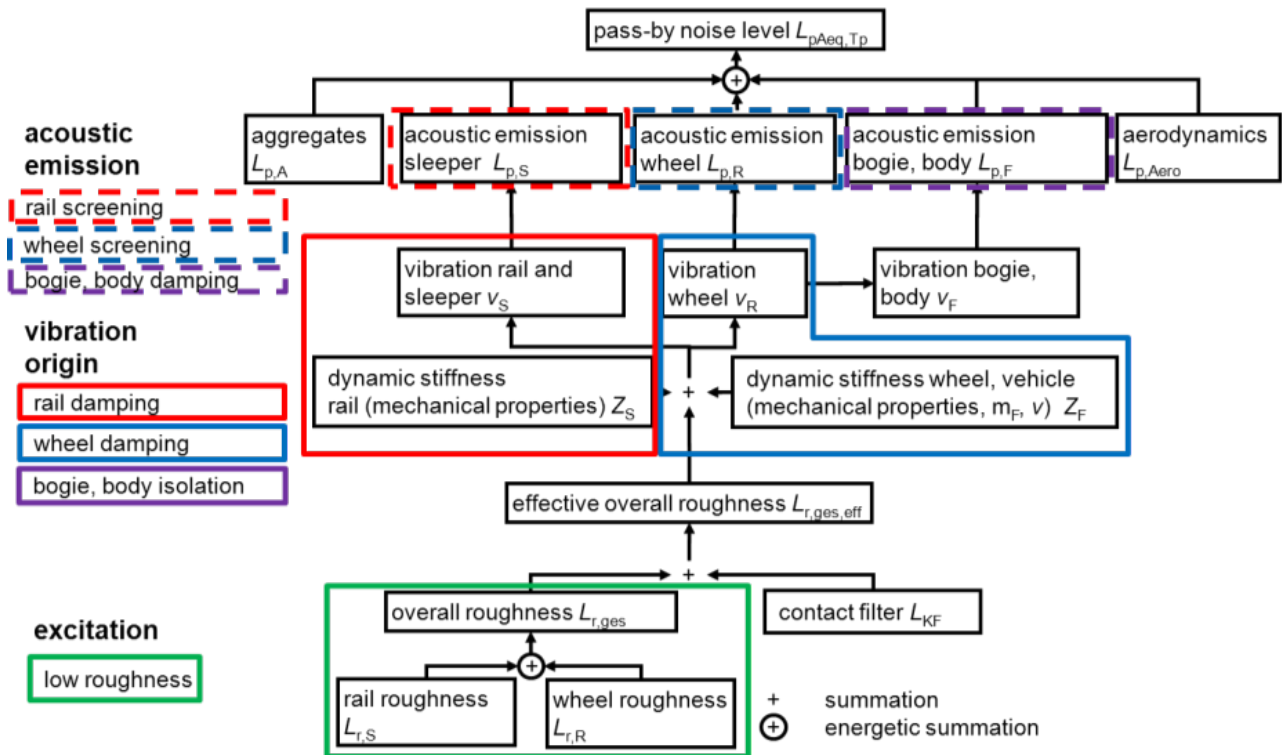 pass-by noise level L_pAeq,Tp
+
acoustic
emission
aggregates
L_p,A
acoustic emission
sleeper L_p,S
acoustic emission
wheel L_p,R
acoustic emission
bogie, body L_p,F
aerodynamics
L_p,Aero
rail screening
wheel screening
bogie, body damping
vibration rail and
sleeper v_S
vibration
wheel v_R
vibration bogie,
body v_F
vibration
origin
rail damping
wheel damping
bogie, body isolation
dynamic stiffness
rail (mechanical properties) Z_S
+
dynamic stiffness wheel, vehicle
(mechanical properties, m_F, v) Z_F
effective overall roughness L_r,ges,eff
+
overall roughness L_r,ges
contact filter L_KF
excitation
low roughness
+
rail roughness
L_r,S
wheel roughness
L_r,R
+ summation
⊕ energetic summation